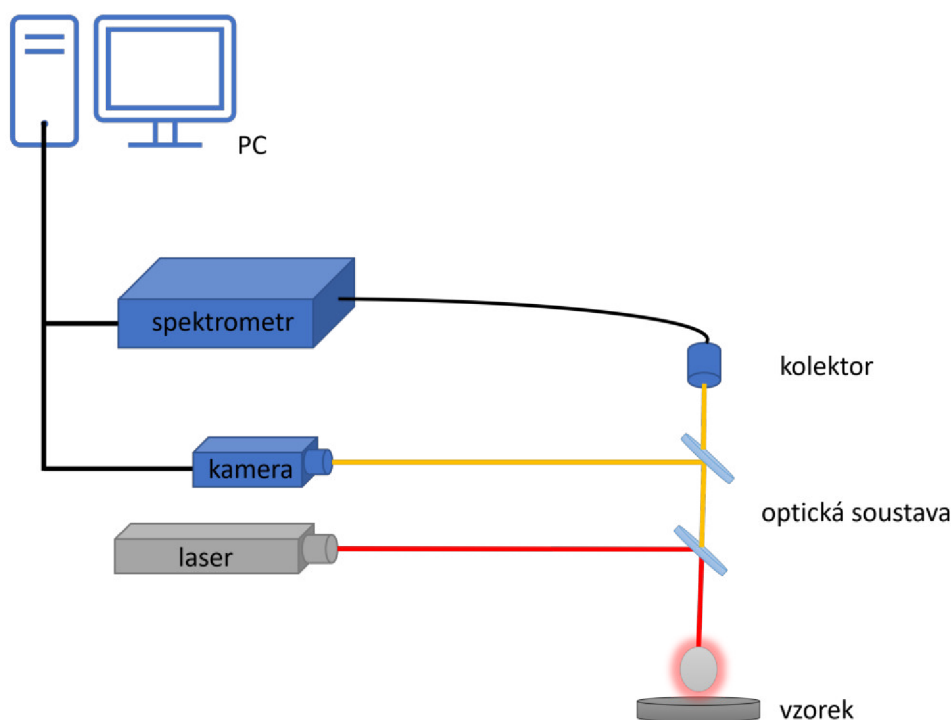 PC
spektrometr
kolektor
kamera
optická soustava
laser
vzorek